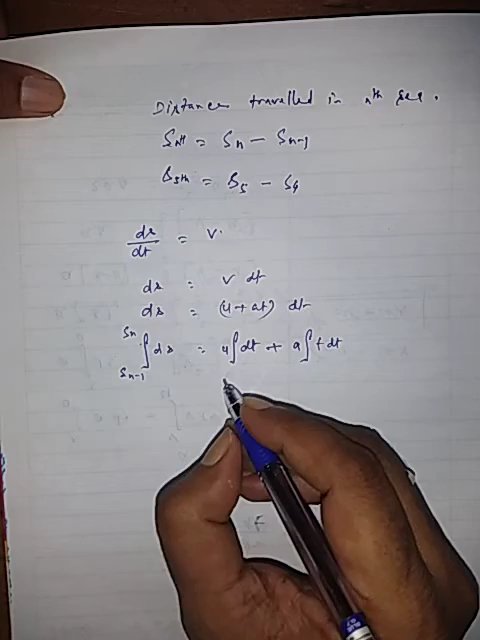 Distance travelled in nth sec.
Snth = Sn - Sn-1
S5th = S5 - S4
ds/dt = v.
ds = v dt
ds = (u + at) dt
∫ Sn-1 Sn ds = u∫dt + a∫t dt